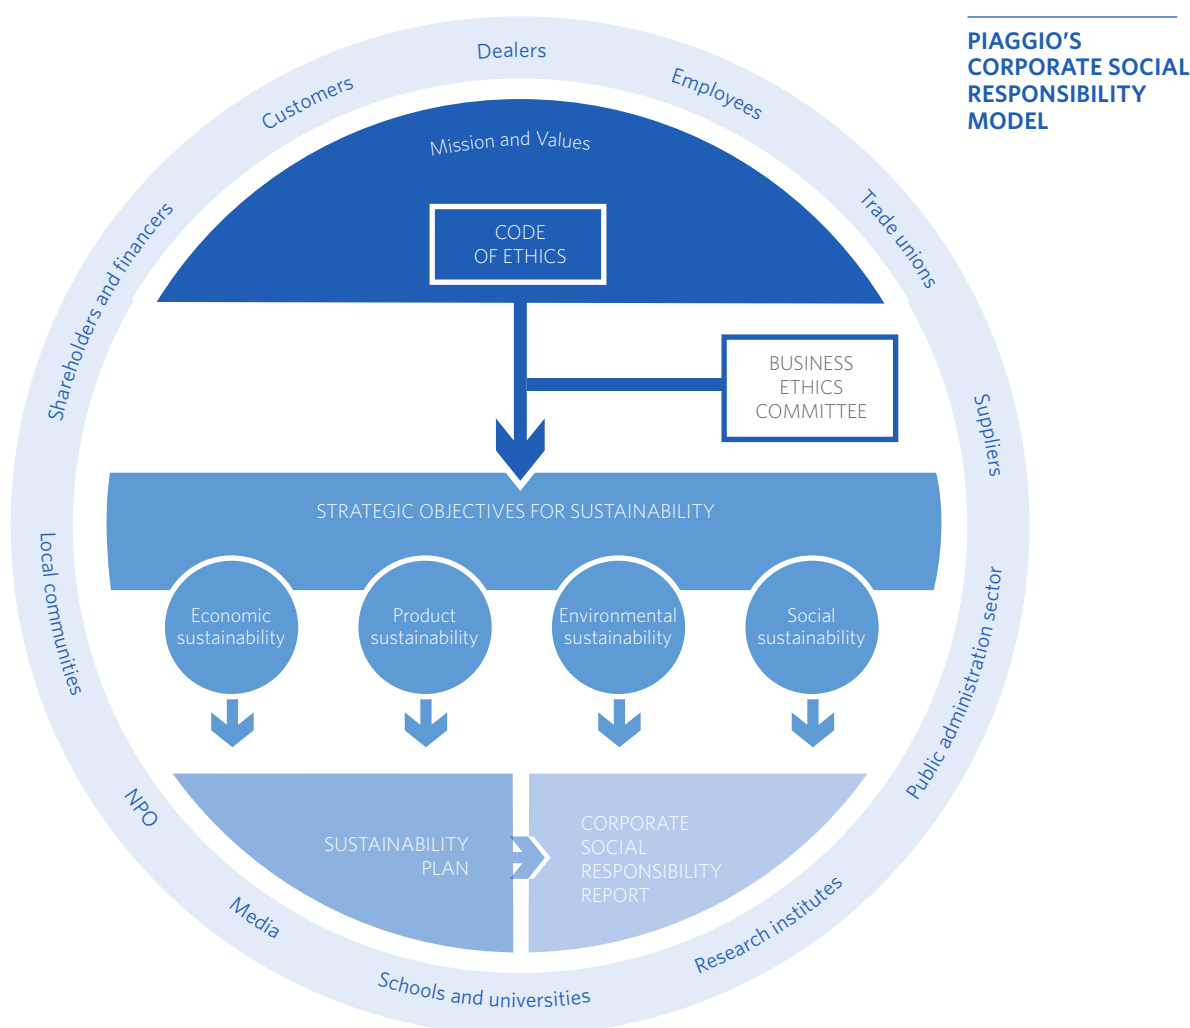 PIAGGIO'S
CORPORATE SOCIAL
RESPONSIBILITY
MODEL
Dealers
Employees
Trade unions
Suppliers
Public administration sector
Research institutes
Schools and universities
Media
NPO
Local communities
Shareholders and financers
Customers
Mission and Values
CODE
OF ETHICS
BUSINESS
ETHICS
COMMITTEE
STRATEGIC OBJECTIVES FOR SUSTAINABILITY
Economic
sustainability
Product
sustainability
Environmental
sustainability
Social
sustainability
SUSTAINABILITY
PLAN
CORPORATE
SOCIAL
RESPONSIBILITY
REPORT